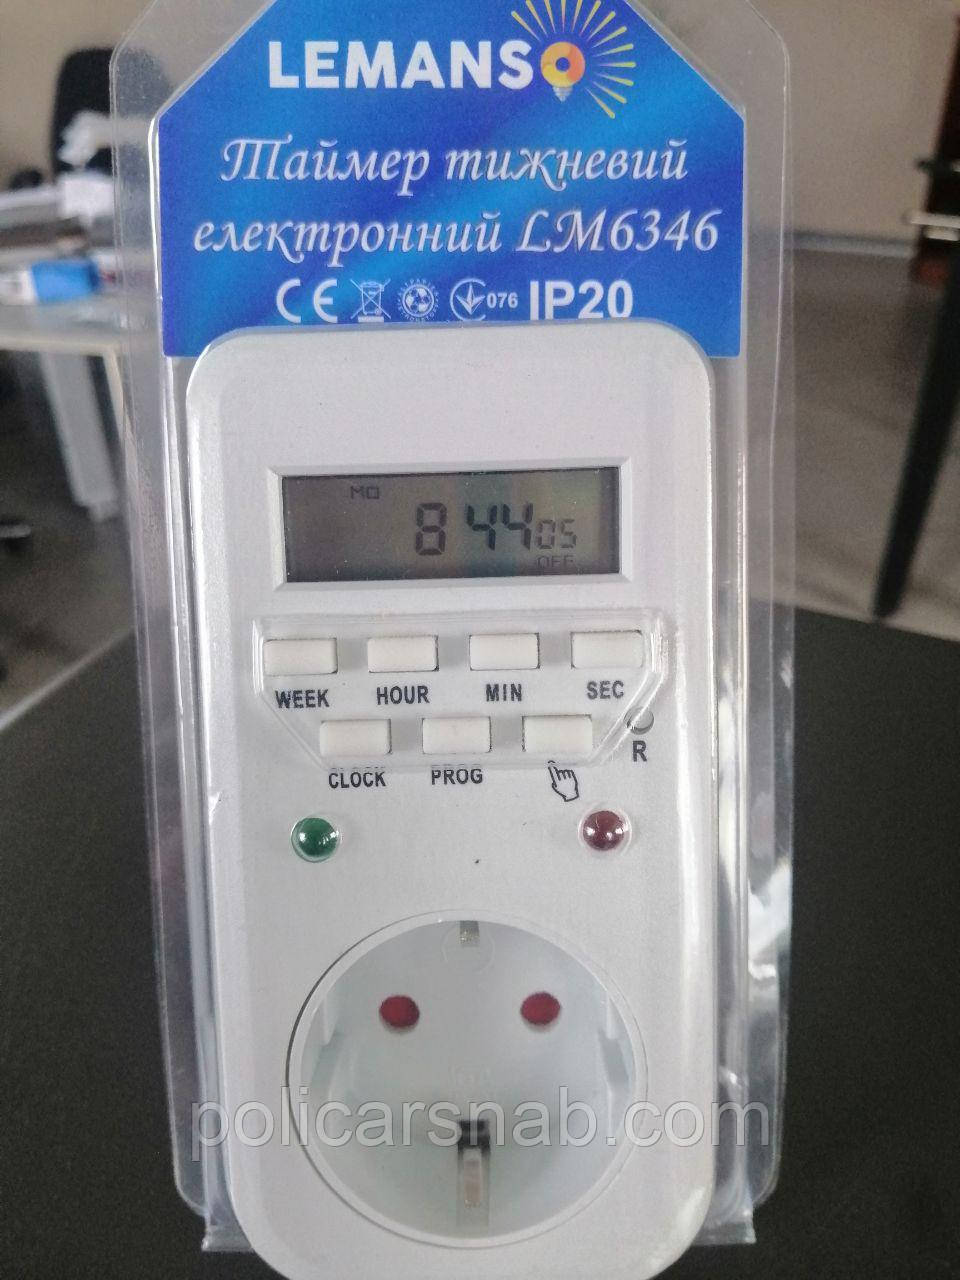 LEMANSO
Таймер тижневий
електронний LM6346
CE 076 IP20
MO
8 44 05
OFF
WEEK HOUR MIN SEC
R
CLOCK PROG
policarsnab.com